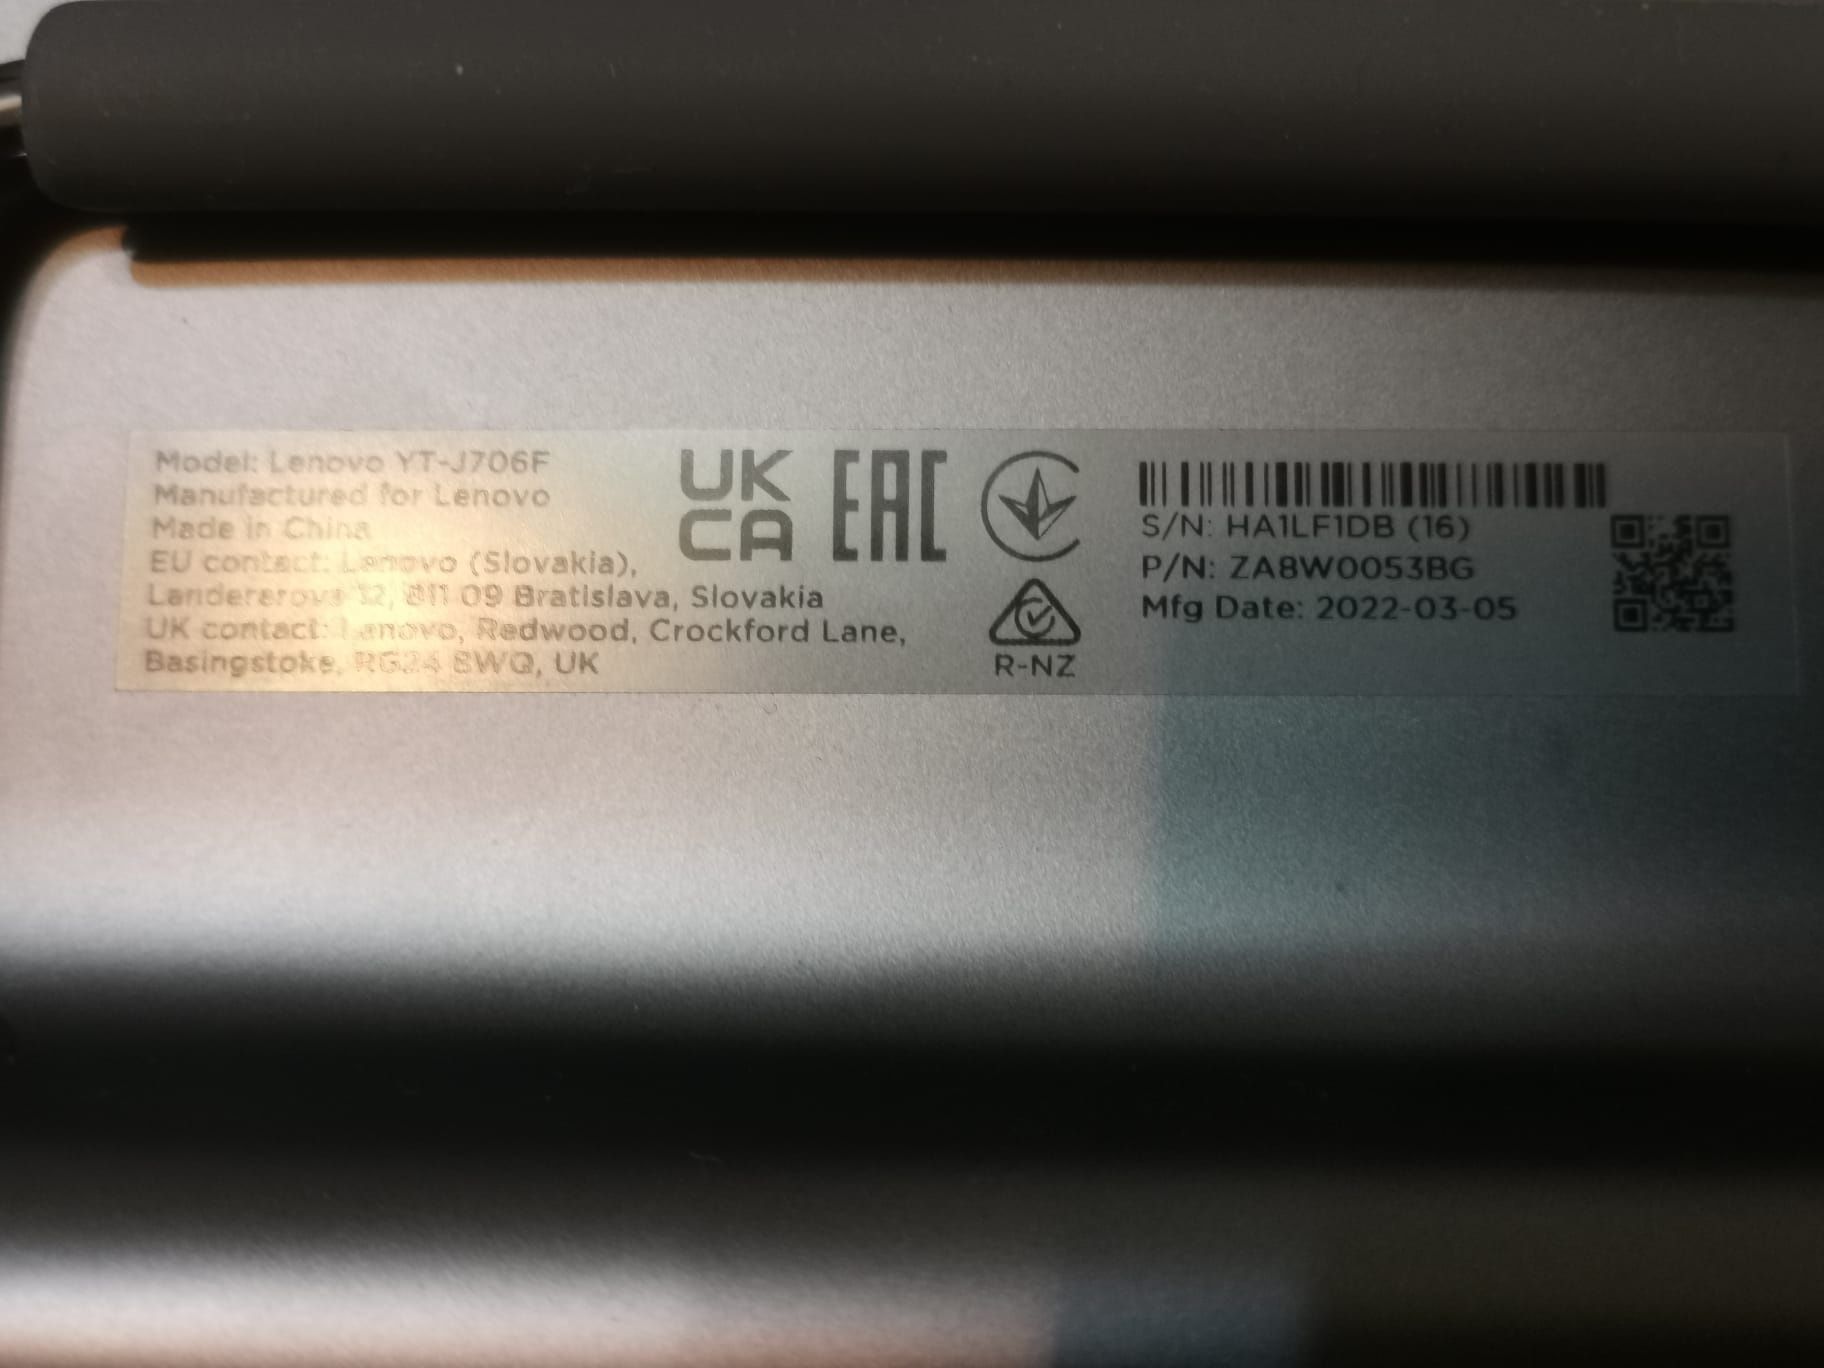 Model: Lenovo YT-J706F
Manufactured for Lenovo
Made in China
EU contact: Lenovo (Slovakia),
Landererova 12, 811 09 Bratislava, Slovakia
UK contact: Lenovo, Redwood, Crockford Lane,
Basingstoke, RG24 8WQ, UK
UK
CA
EAC
R-NZ
S/N: HA1LF1DB (16)
P/N: ZA8W0053BG
Mfg Date: 2022-03-05